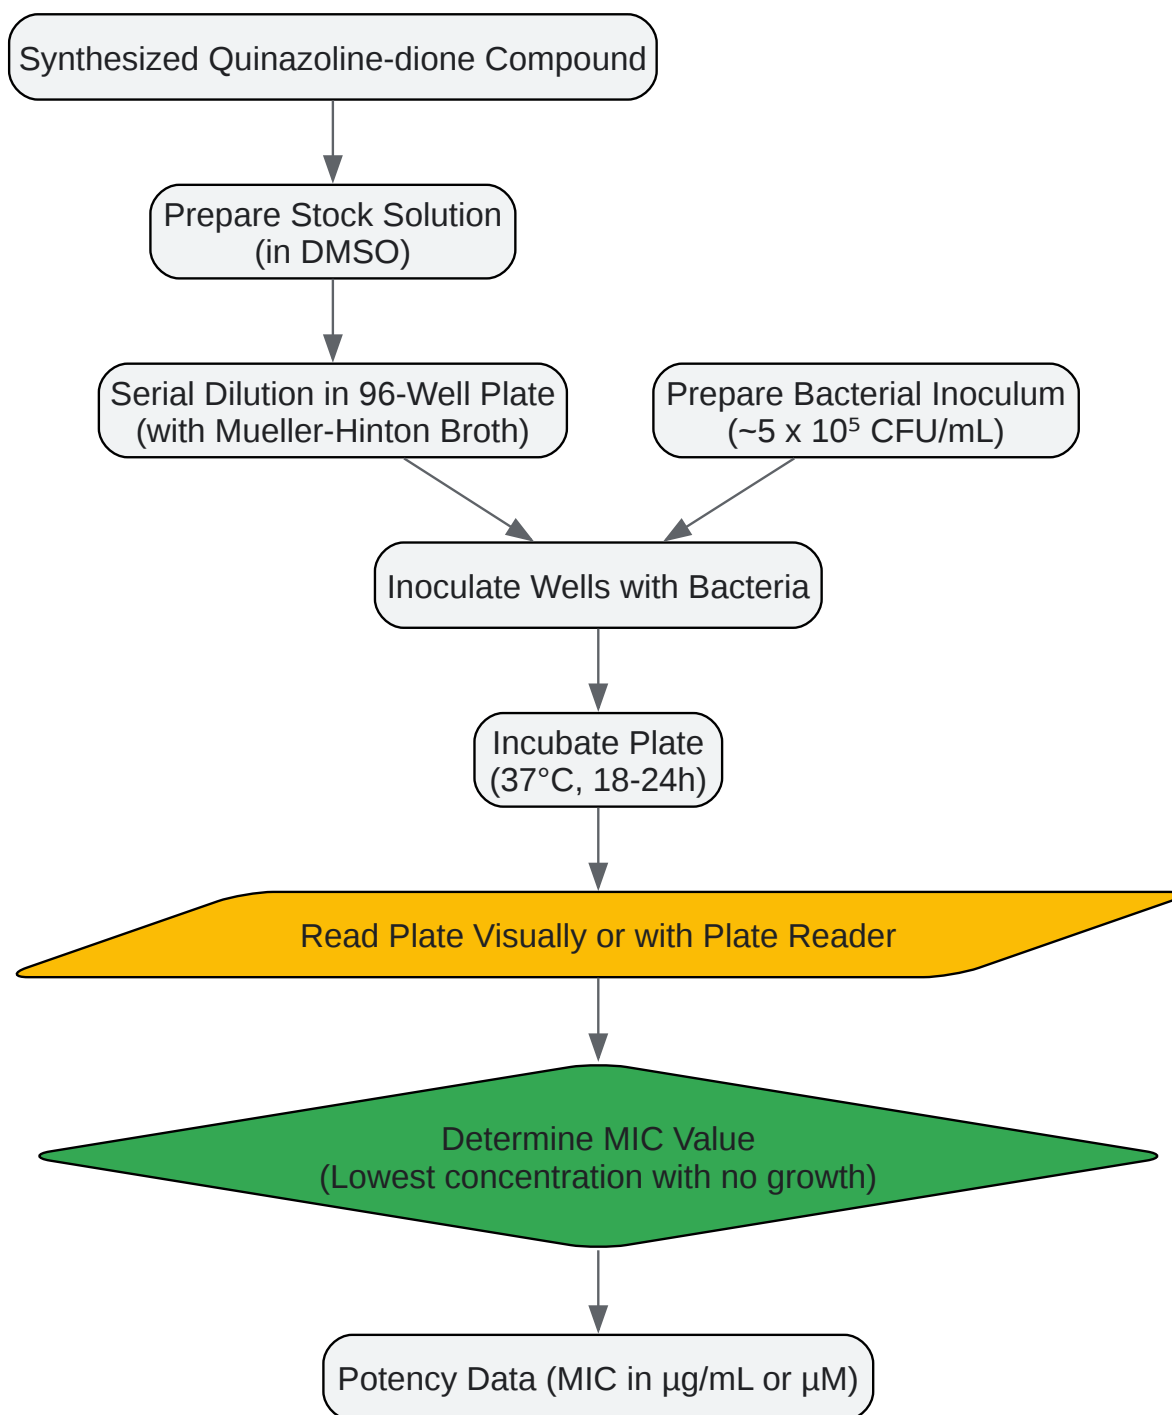 Synthesized Quinazoline-dione Compound
Prepare Stock Solution
(in DMSO)
Serial Dilution in 96-Well Plate
(with Mueller-Hinton Broth)
Prepare Bacterial Inoculum
(~5 x 10⁵ CFU/mL)
Inoculate Wells with Bacteria
Incubate Plate
(37°C, 18-24h)
Read Plate Visually or with Plate Reader
Determine MIC Value
(Lowest concentration with no growth)
Potency Data (MIC in µg/mL or µM)